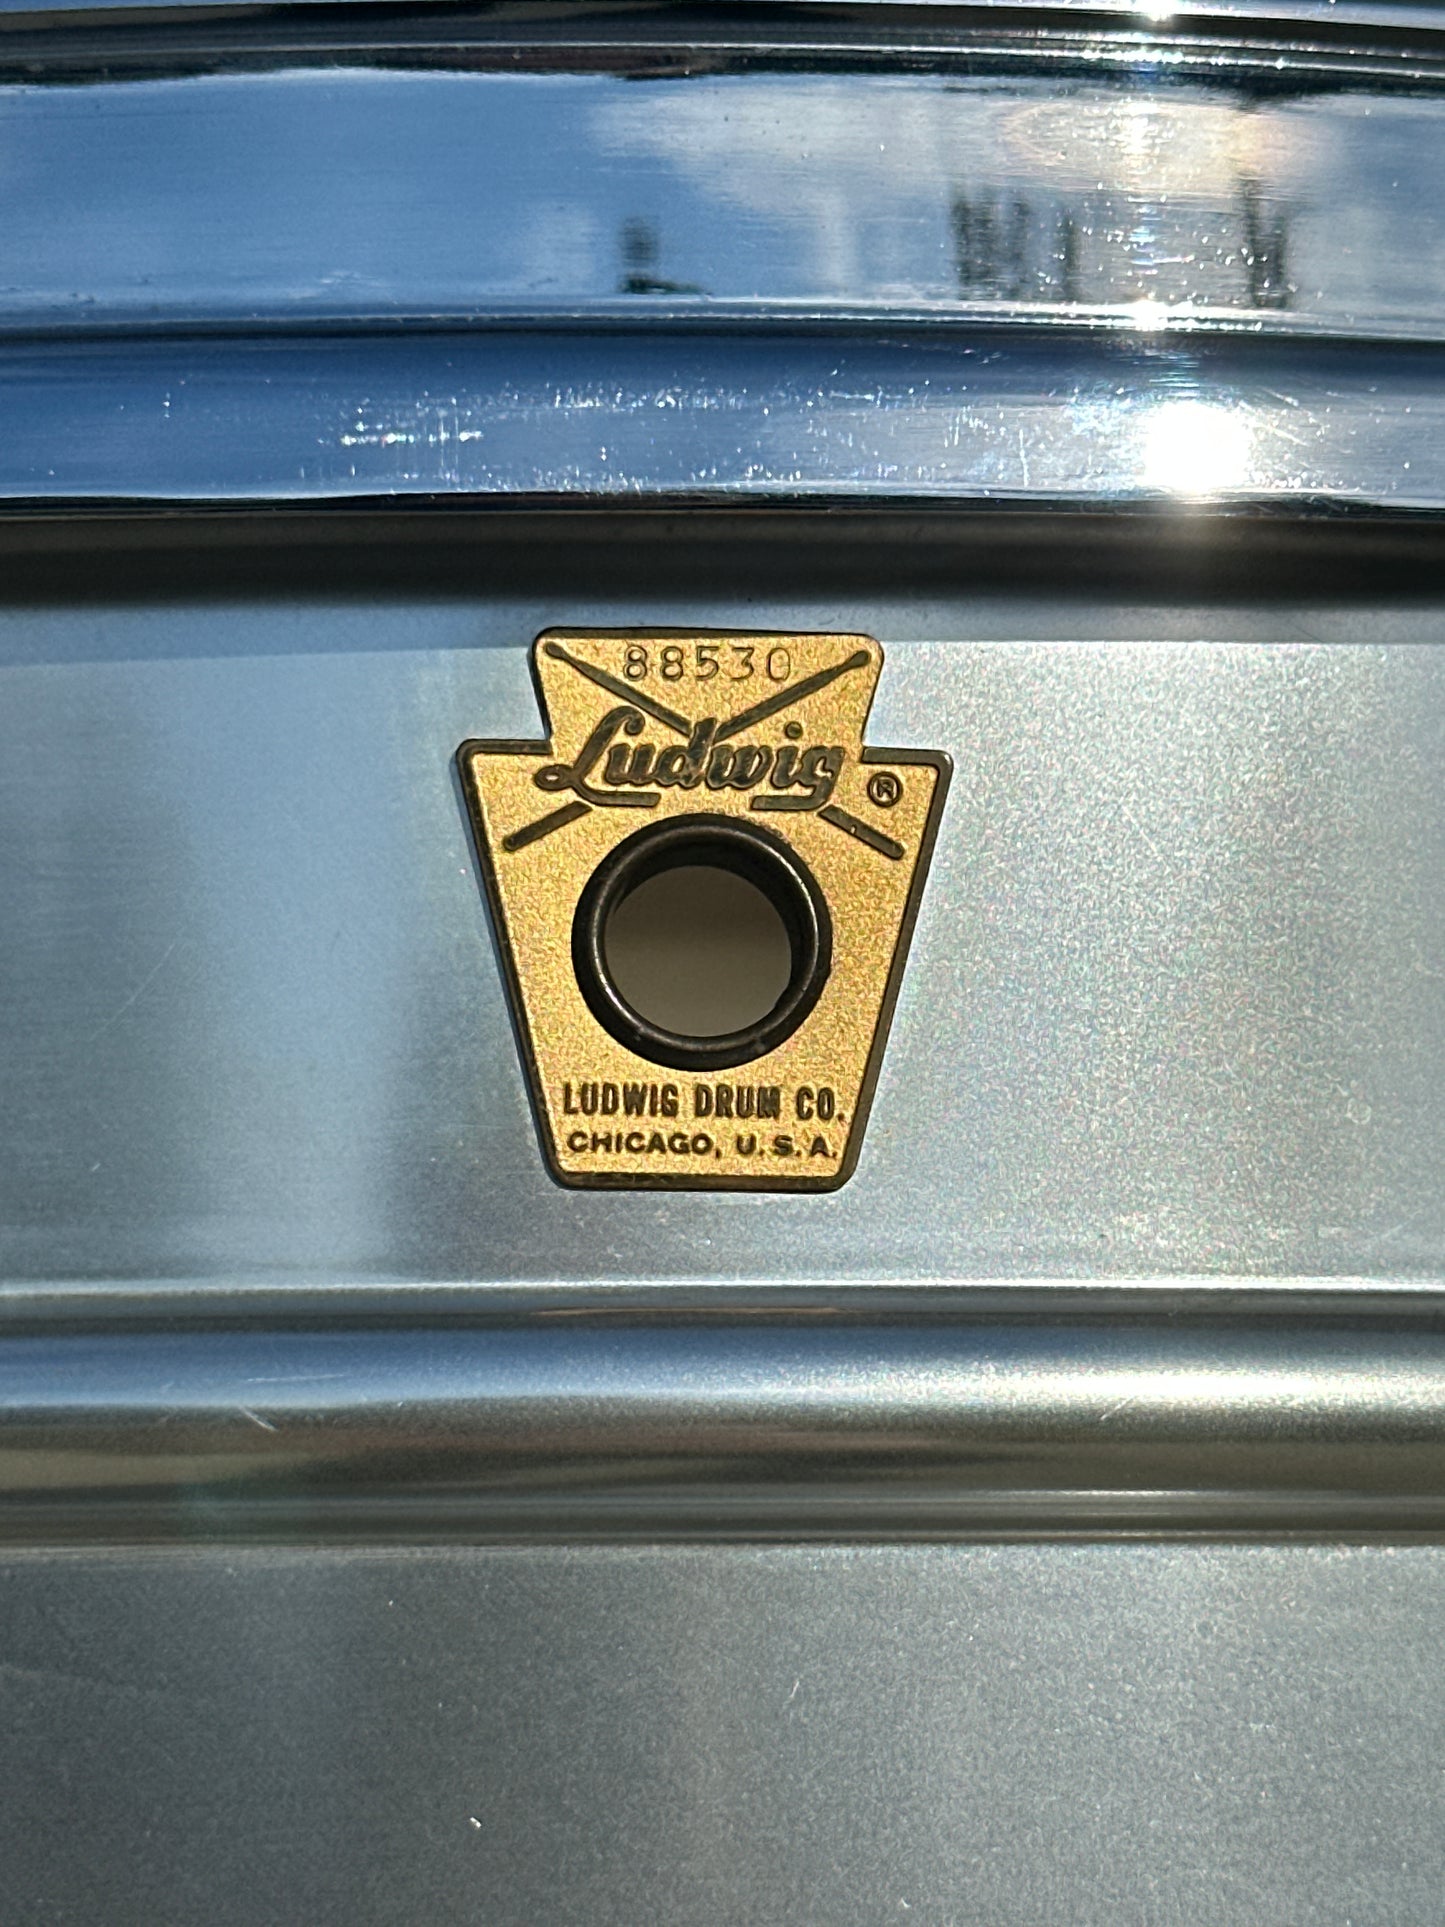 88530
Ludwig ®
LUDWIG DRUM CO.
CHICAGO, U.S.A.